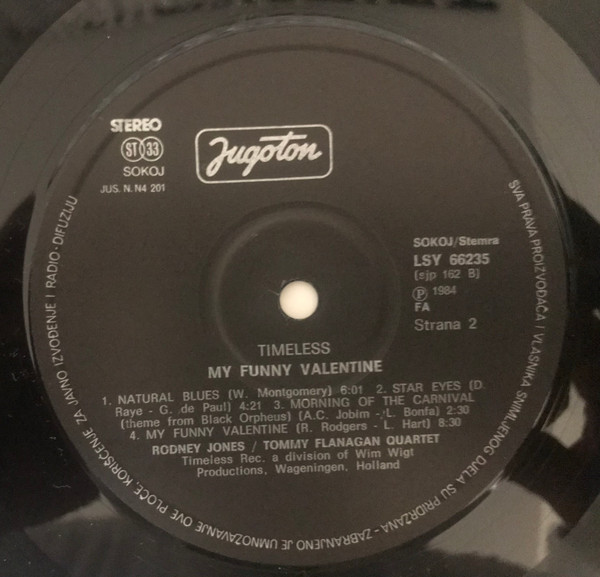 STEREO
ST 33
SOKOJ
JUS. N. N4 201
Jugoton
SOKOJ/Stemra
LSY 66235
(sjp 162 B)
Ⓟ 1984
FA
Strana 2
TIMELESS
MY FUNNY VALENTINE
1. NATURAL BLUES (W. Montgomery) 6:01 2. STAR EYES (D.
Raye - G. de Paul) 4:21 3. MORNING OF THE CARNIVAL
(theme from Black Orpheus) (A.C. Jobim - L. Bonfa) 2:30
4. MY FUNNY VALENTINE (R. Rodgers - L. Hart) 8:30
RODNEY JONES / TOMMY FLANAGAN QUARTET
Timeless Rec. a division of Wim Wigt
Productions, Wageningen, Holland
SVA PRAVA PROIZVOĐAČA I VLASNIKA SNIMLJENOG DJELA SU PRIDRŽANA - ZABRANJENO JE UMNOŽAVANJE OVE PLOČE, KORIŠĆENJE ZA JAVNO IZVOĐENJE I RADIO-DIFUZIJU